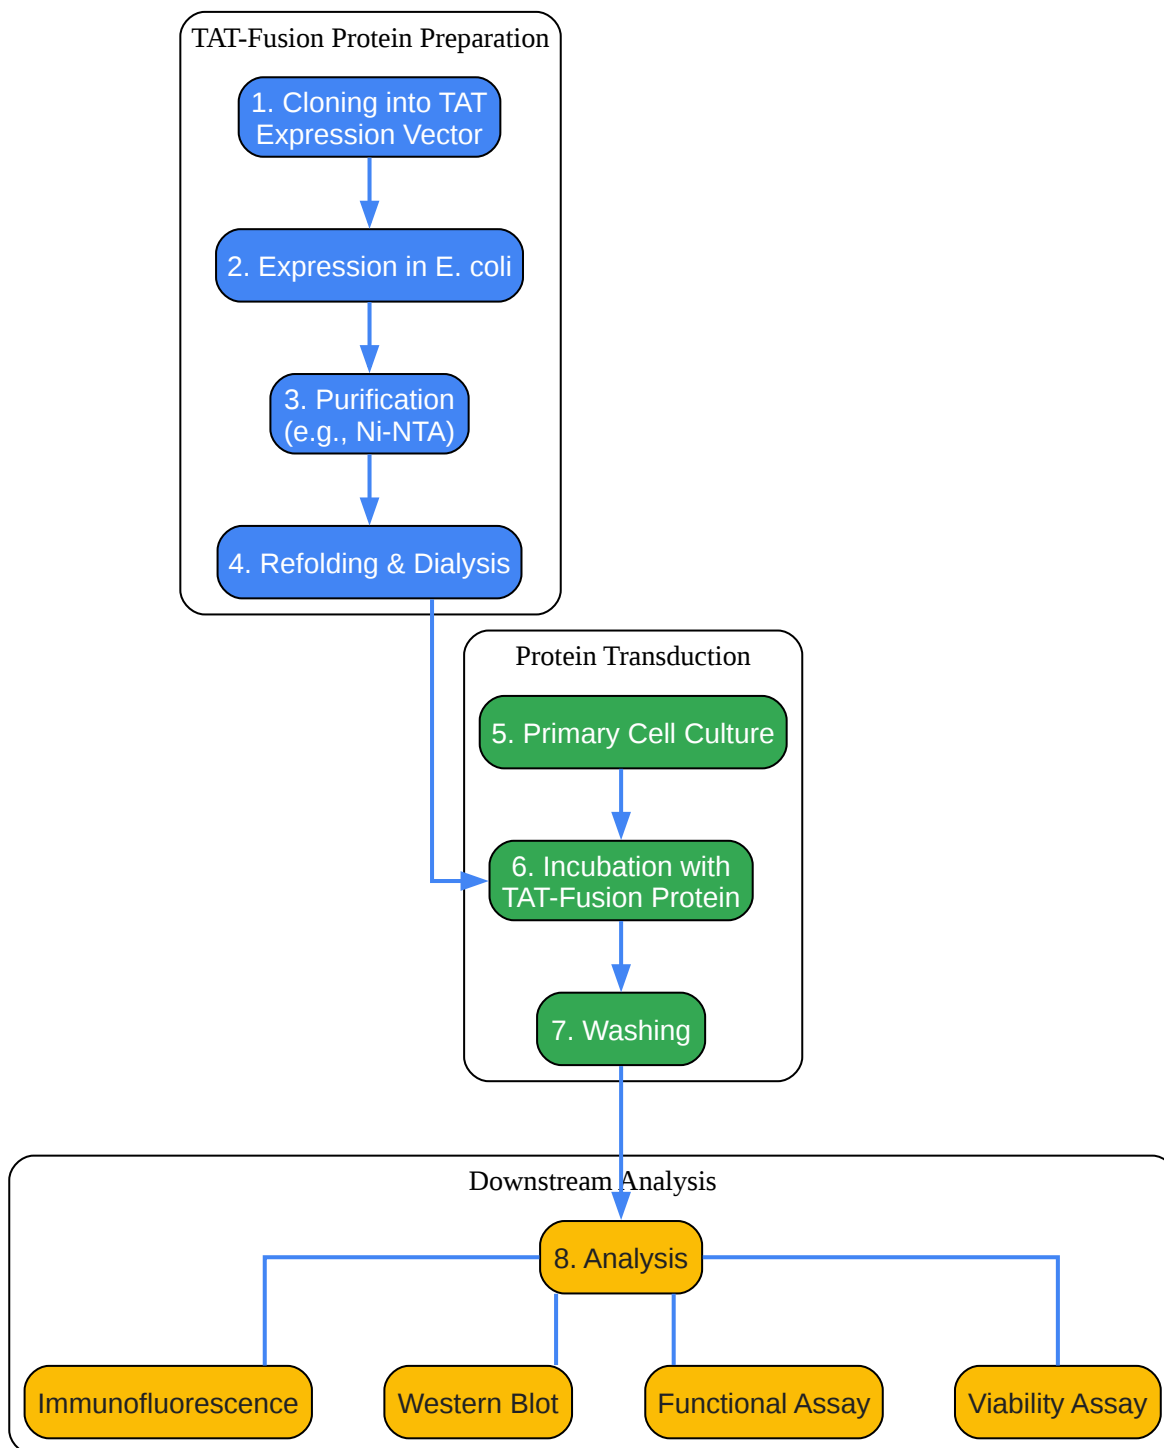 TAT-Fusion Protein Preparation
1. Cloning into TAT
Expression Vector
2. Expression in E. coli
3. Purification
(e.g., Ni-NTA)
4. Refolding & Dialysis
Protein Transduction
5. Primary Cell Culture
6. Incubation with
TAT-Fusion Protein
7. Washing
Downstream Analysis
8. Analysis
Immunofluorescence
Western Blot
Functional Assay
Viability Assay